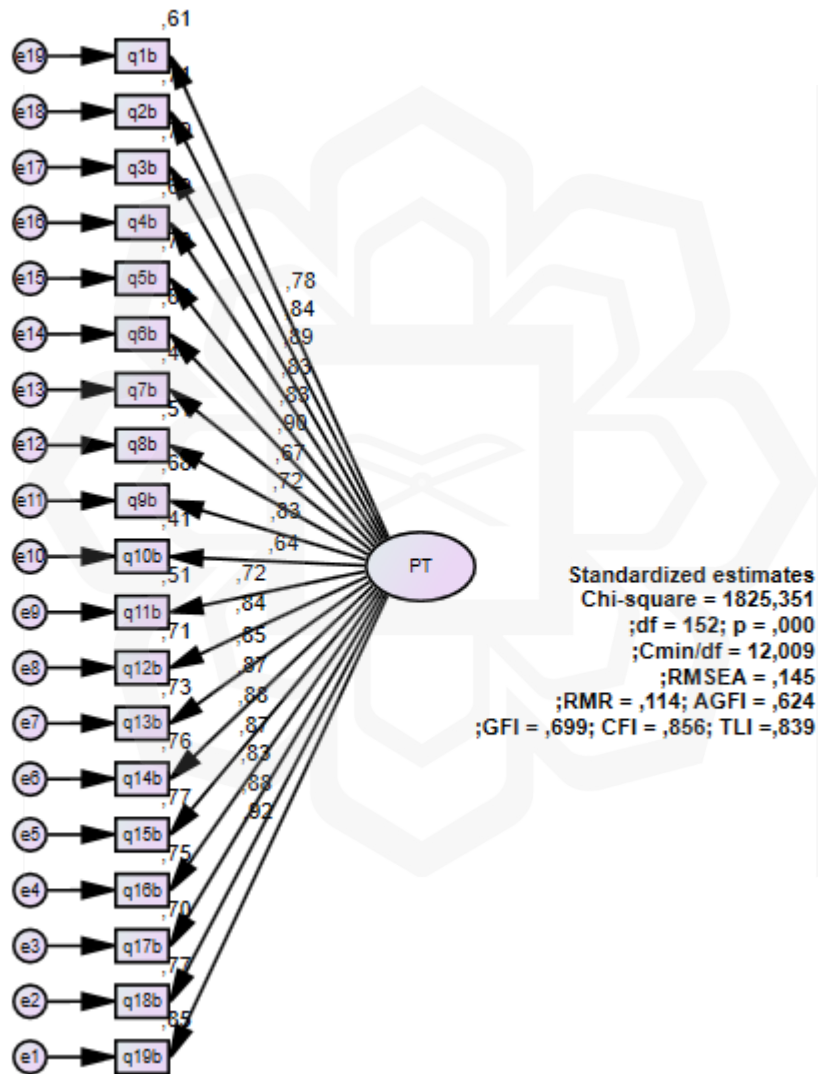 ,61
e19 q1b
e18 q2b
e17 q3b
e16 q4b
e15 q5b
e14 q6b
e13 q7b
e12 q8b
e11 q9b
,41
e10 q10b
,51
e9 q11b
,71
e8 q12b
,73
e7 q13b
,76
e6 q14b
,77
e5 q15b
,75
e4 q16b
,70
e3 q17b
,77
e2 q18b
,85
e1 q19b
,78
,84
,89
,83
,83
,90
,67
,72
,83
,64
,72
,84
,85
,87
,88
,87
,83
,88
,92
PT
Standardized estimates
Chi-square = 1825,351
;df = 152; p = ,000
;Cmin/df = 12,009
;RMSEA = ,145
;RMR = ,114; AGFI = ,624
;GFI = ,699; CFI = ,856; TLI =,839